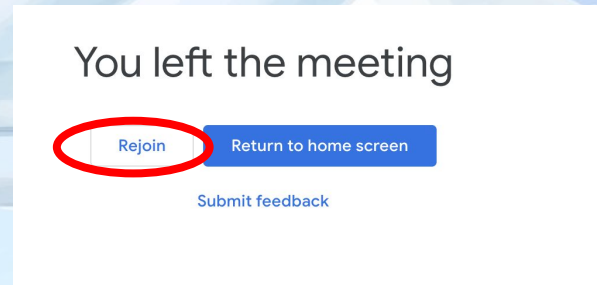 You left the meeting
Rejoin Return to home screen
Submit feedback